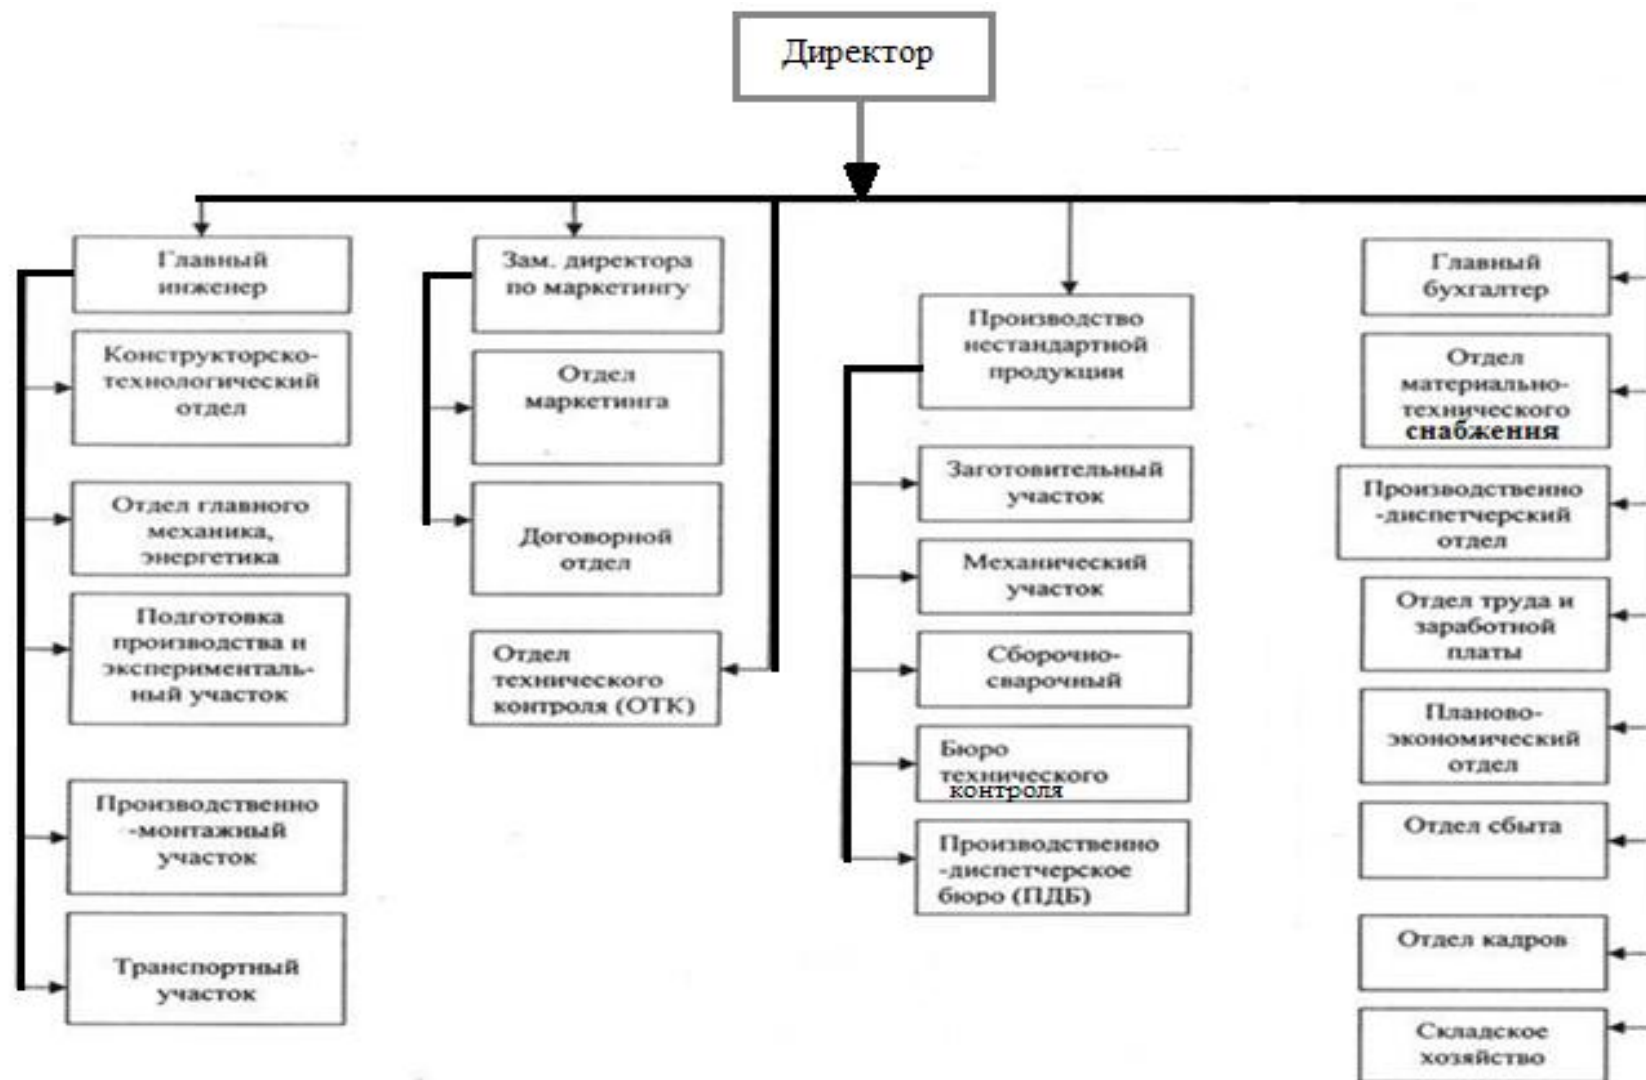 Директор
Главный
инженер
Конструкторско-
технологический
отдел
Отдел главного
механика,
энергетика
Подготовка
производства и
эксперименталь-
ный участок
Производственно
-монтажный
участок
Транспортный
участок
Зам. директора
по маркетингу
Отдел
маркетинга
Договорной
отдел
Отдел
технического
контроля (ОТК)
Производство
нестандартной
продукции
Заготовительный
участок
Механический
участок
Сборочно-
сварочный
Бюро
технического
контроля
Производственно
-диспетчерское
бюро (ПДБ)
Главный
бухгалтер
Отдел
материально-
технического
снабжения
Производственно
-диспетчерский
отдел
Отдел труда и
заработной
платы
Планово-
экономический
отдел
Отдел сбыта
Отдел кадров
Складское
хозяйство